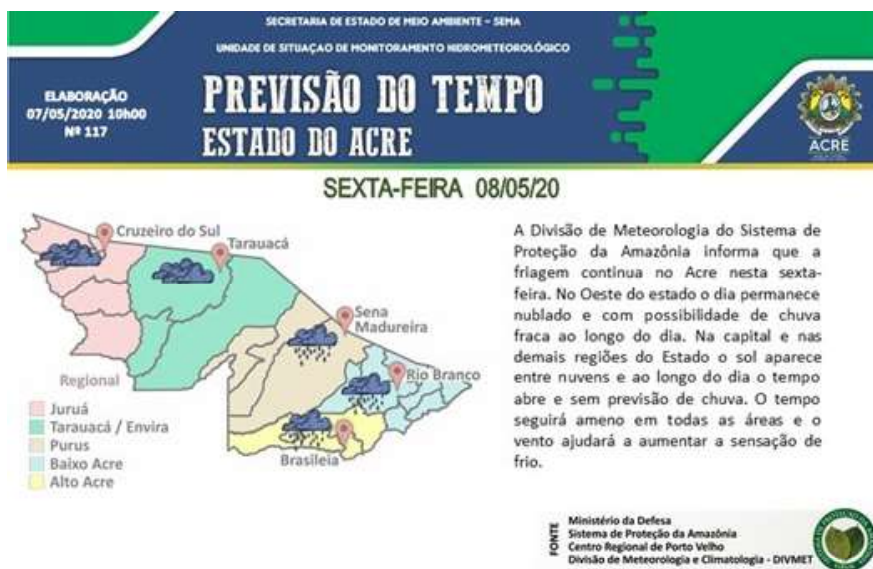 SECRETARIA DE ESTADO DE MEIO AMBIENTE – SEMA
UNIDADE DE SITUAÇÃO DE MONITORAMENTO HIDROMETEOROLÓGICO
ELABORAÇÃO
07/05/2020 10h00
Nº 117
PREVISÃO DO TEMPO
ESTADO DO ACRE
ACRE
SEXTA-FEIRA 08/05/20
Cruzeiro do Sul
Tarauacá
Sena
Madureira
Rio Branco
Brasileia
Regional
Juruá
Tarauacá / Envira
Purus
Baixo Acre
Alto Acre
A Divisão de Meteorologia do Sistema de
Proteção da Amazônia informa que a
friagem continua no Acre nesta sexta-
feira. No Oeste do estado o dia permanece
nublado e com possibilidade de chuva
fraca ao longo do dia. Na capital e nas
demais regiões do Estado o sol aparece
entre nuvens e ao longo do dia o tempo
abre e sem previsão de chuva. O tempo
seguirá ameno em todas as áreas e o
vento ajudará a aumentar a sensação de
frio.
FONTE
Ministério da Defesa
Sistema de Proteção da Amazônia
Centro Regional de Porto Velho
Divisão de Meteorologia e Climatologia - DIVMET